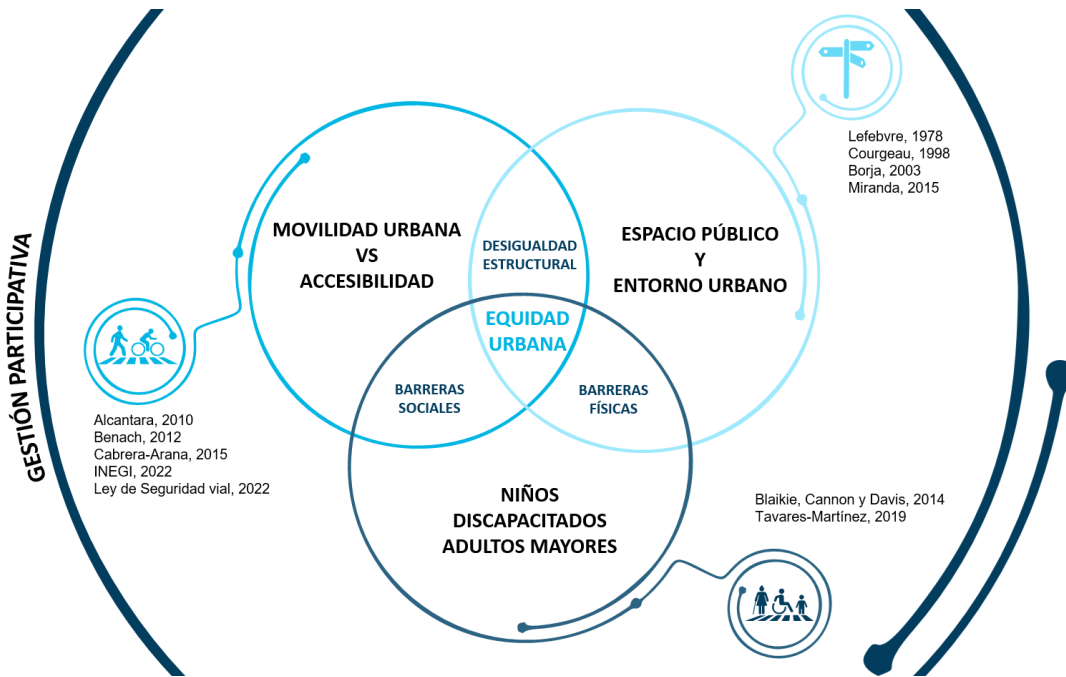 GESTIÓN PARTICIPATIVA
Lefebvre, 1978
Courgeau, 1998
Borja, 2003
Miranda, 2015
MOVILIDAD URBANA
VS
ACCESIBILIDAD
DESIGUALDAD
ESTRUCTURAL
ESPACIO PÚBLICO
Y
ENTORNO URBANO
EQUIDAD
URBANA
BARRERAS
SOCIALES
BARRERAS
FÍSICAS
Alcantara, 2010
Benach, 2012
Cabrera-Arana, 2015
INEGI, 2022
Ley de Seguridad vial, 2022
NIÑOS
DISCAPACITADOS
ADULTOS MAYORES
Blaikie, Cannon y Davis, 2014
Tavares-Martínez, 2019